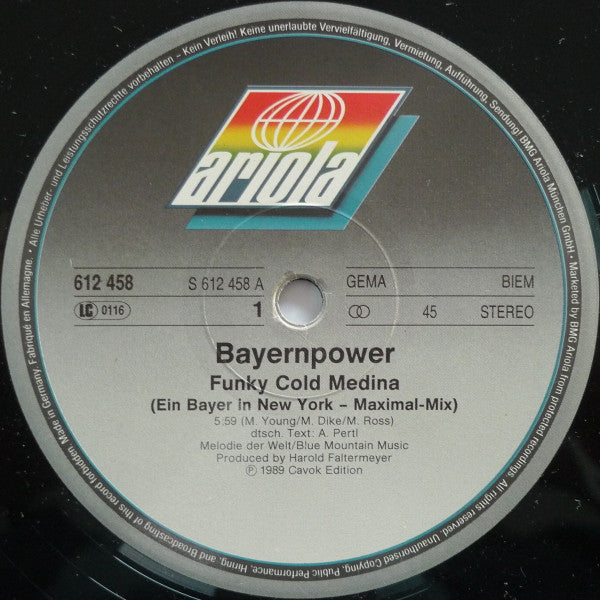 Alle Urheber- und Leistungsschutzrechte vorbehalten - Kein Verleih! Keine unerlaubte Vervielfältigung, Vermietung, Aufführung, Sendung! BMG Ariola München GmbH • Marketed by BMG Ariola
from protected recordings. All rights reserved. Unauthorised Copying, Public Performance, Hiring, and Broadcasting of this record forbidden. Made in Germany. Fabriqué en Allemagne. •
ariola
612 458
S 612 458 A
GEMA
BIEM
LC 0116
1
45
STEREO
Bayernpower
Funky Cold Medina
(Ein Bayer in New York – Maximal-Mix)
5:59 (M. Young/M. Dike/M. Ross)
dtsch. Text: A. Pertl
Melodie der Welt/Blue Mountain Music
Produced by Harold Faltermeyer
Ⓟ 1989 Cavok Edition